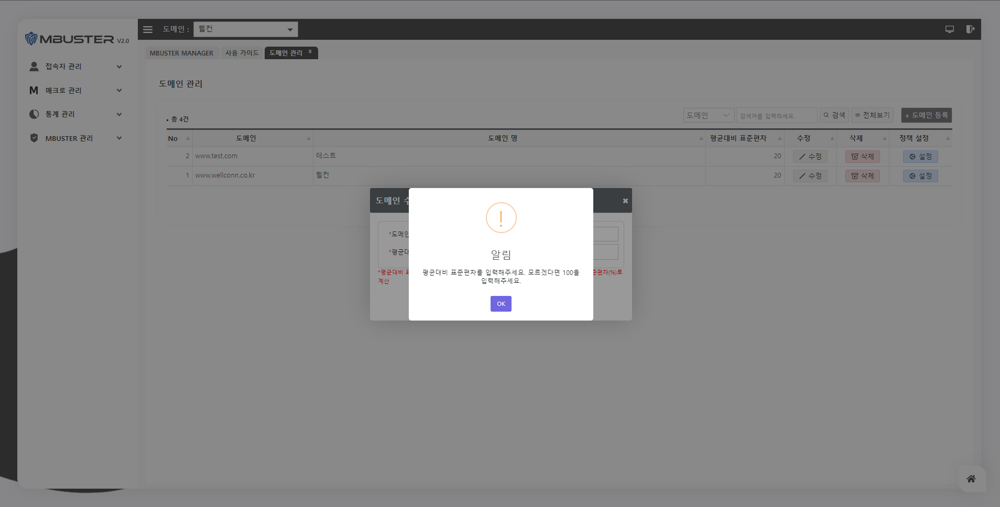 MBUSTER V2.0
도메인 :
웰컨
MBUSTER MANAGER
사용 가이드
도메인 관리 x
접속자 관리
매크로 관리
통계 관리
MBUSTER 관리
도메인 관리
총 4건
도메인
검색어를 입력하세요.
검색
전체보기
+ 도메인 등록
No 도메인 도메인 명 평균대비 표준편차 수정 삭제 정책 설정
2 www.test.com 테스트 20 수정 삭제 설정
1 www.wellconn.co.kr 웰컨 20 수정 삭제 설정
도메인
*도메인
*평균대
*평균대비
준편차(%)로
계산
알림
평균대비 표준편차를 입력해주세요. 모르겠다면 100을
입력해주세요.
OK